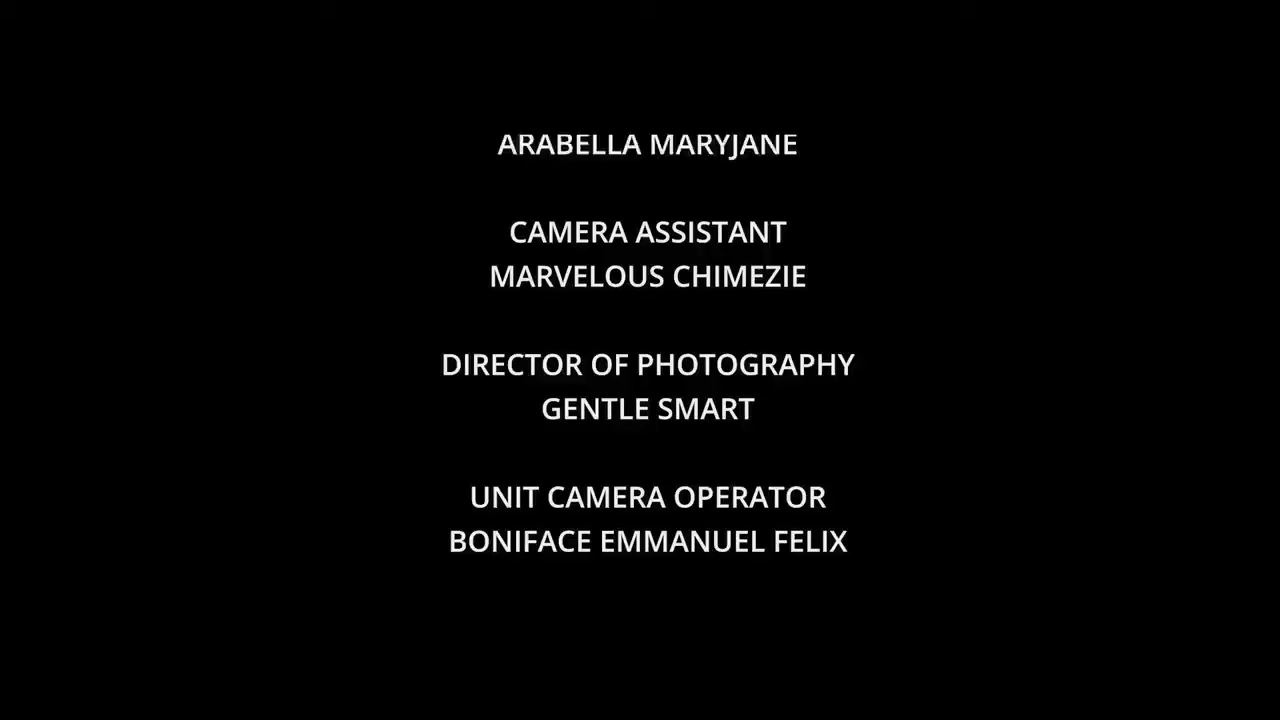 ARABELLA MARYJANE
CAMERA ASSISTANT
MARVELOUS CHIMEZIE
DIRECTOR OF PHOTOGRAPHY
GENTLE SMART
UNIT CAMERA OPERATOR
BONIFACE EMMANUEL FELIX